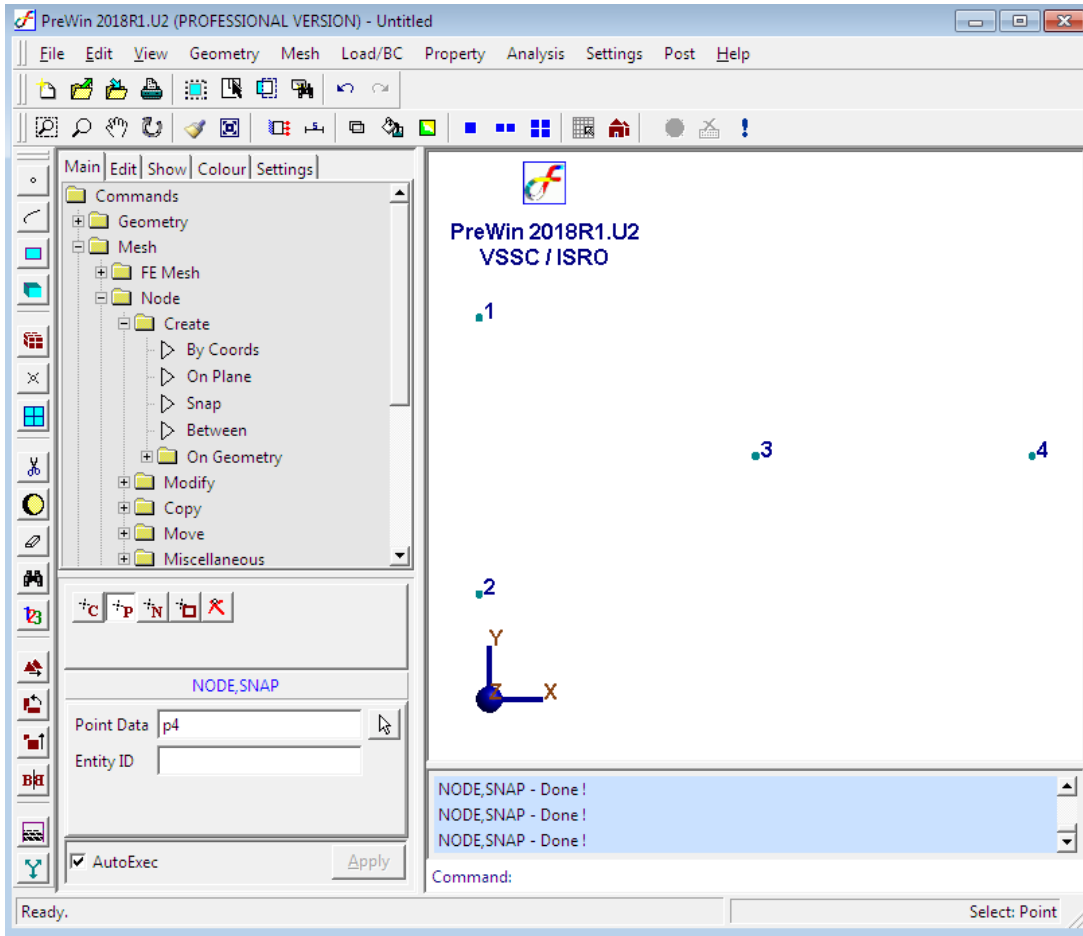 PreWin 2018R1.U2 (PROFESSIONAL VERSION) - Untitled
File Edit View Geometry Mesh Load/BC Property Analysis Settings Post Help
Main Edit Show Colour Settings
Commands
Geometry
Mesh
FE Mesh
Node
Create
By Coords
On Plane
Snap
Between
On Geometry
Modify
Copy
Move
Miscellaneous
C P N
NODE,SNAP
Point Data p4
Entity ID
AutoExec Apply
123
B B
PreWin 2018R1.U2
VSSC / ISRO
1
3 4
2
Y
Z X
NODE,SNAP - Done !
NODE,SNAP - Done !
NODE,SNAP - Done !
Command:
Ready. Select: Point